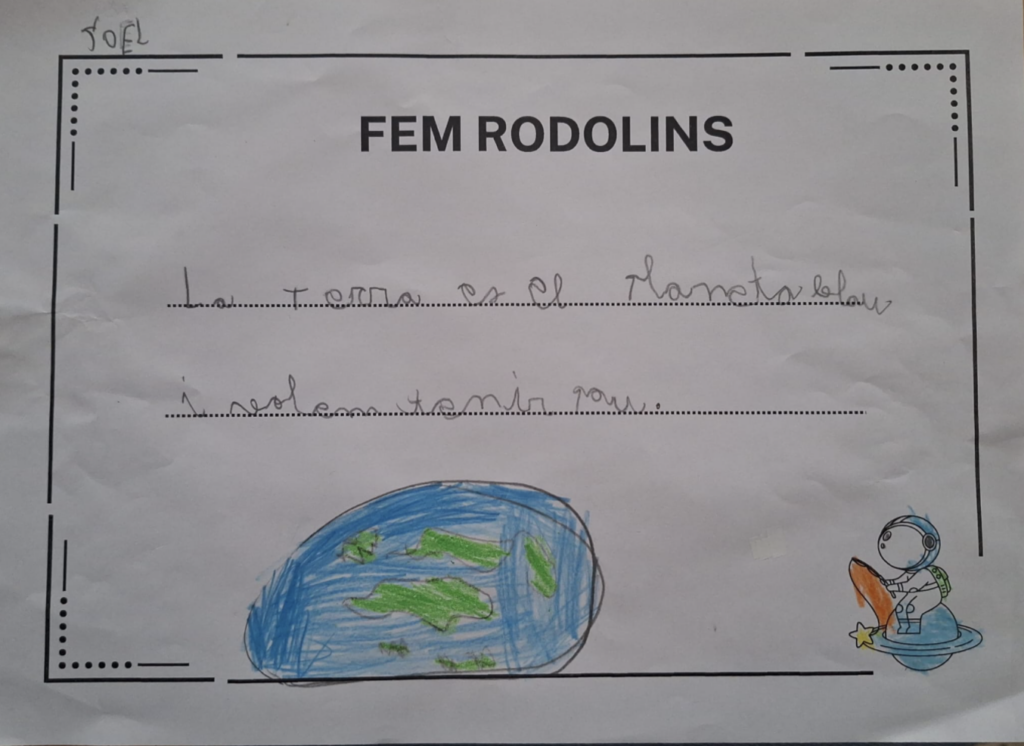 JOEL
FEM RODOLINS
La terra es el planeta blau
i volem tenir pau.